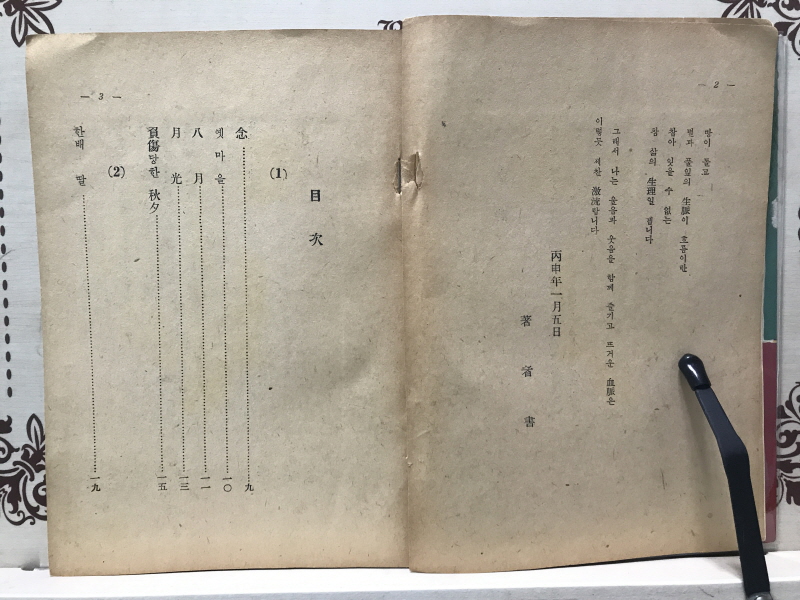 — 2 —
땅이 돌고
빛과 풀잎의 生脈이 흐름이란
참아 잊을 수 없는
참 삶의 生理일 겝니다
그래서 나는 울음과 웃음을 함께 즐기고 뜨거운 血脈은
이렇듯 세찬 激流랍니다
丙申年一月五日
著者書
— 3 —
目次
(1)
念 九
옛마을 一〇
八月 一一
月光 一三
負傷당한 秋夕 一五
(2)
한배 딸 一九